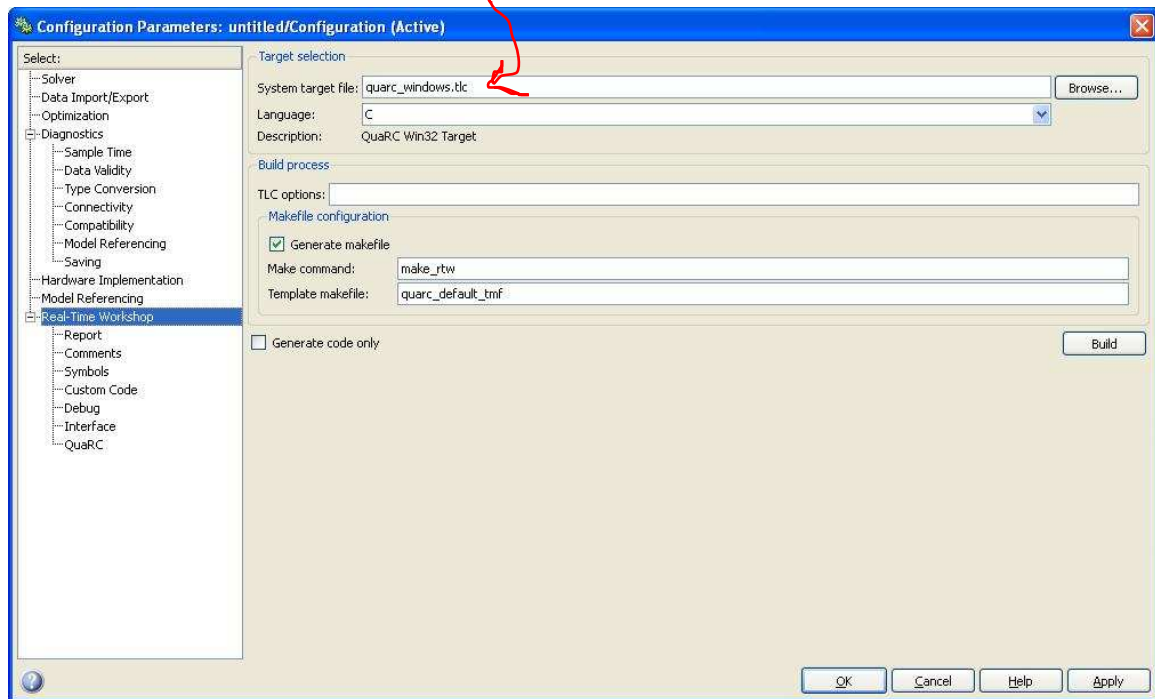 Configuration Parameters: untitled/Configuration (Active)
Select:
Solver
Data Import/Export
Optimization
Diagnostics
Sample Time
Data Validity
Type Conversion
Connectivity
Compatibility
Model Referencing
Saving
Hardware Implementation
Model Referencing
Real-Time Workshop
Report
Comments
Symbols
Custom Code
Debug
Interface
QuaRC
Target selection
System target file: quarc_windows.tlc Browse...
Language: C
Description: QuaRC Win32 Target
Build process
TLC options:
Makefile configuration
Generate makefile
Make command: make_rtw
Template makefile: quarc_default_tmf
Generate code only Build
OK Cancel Help Apply